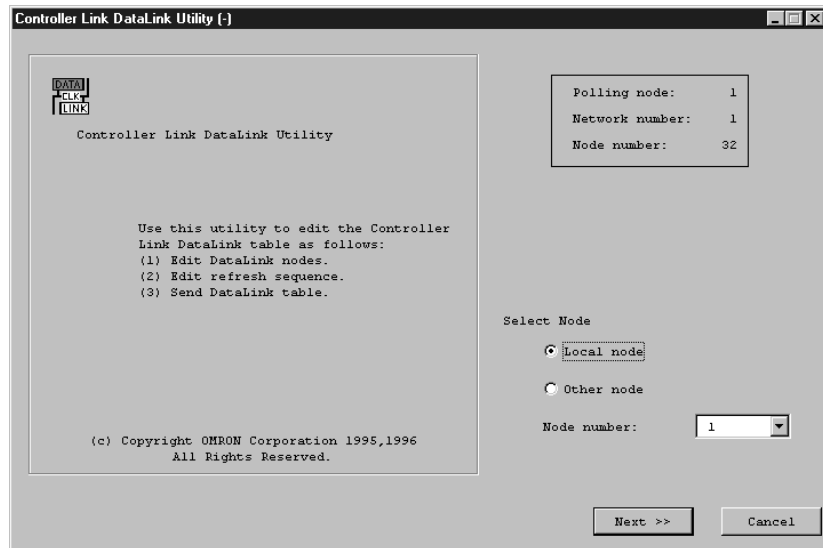 Controller Link DataLink Utility (-)
DATA
CLK
LINK
Controller Link DataLink Utility
Use this utility to edit the Controller
Link DataLink table as follows:
(1) Edit DataLink nodes.
(2) Edit refresh sequence.
(3) Send DataLink table.
(c) Copyright OMRON Corporation 1995,1996
All Rights Reserved.
Polling node: 1
Network number: 1
Node number: 32
Select Node
Local node
Other node
Node number: 1
Next >>
Cancel